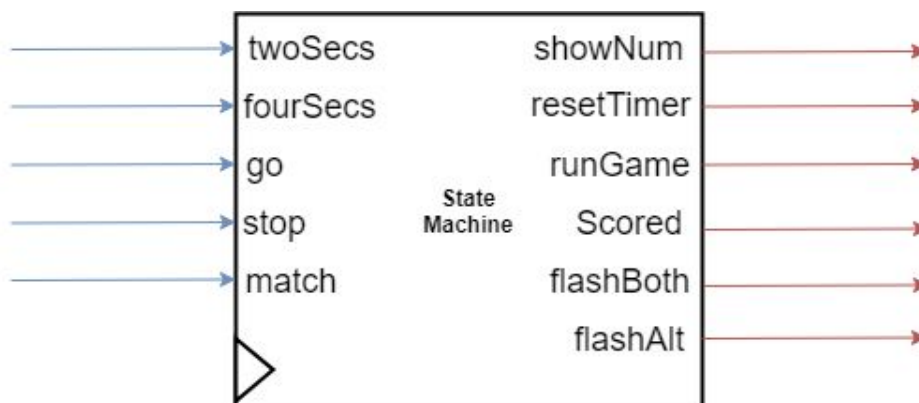 twoSecs
fourSecs
go
stop
match
State
Machine
showNum
resetTimer
runGame
Scored
flashBoth
flashAlt